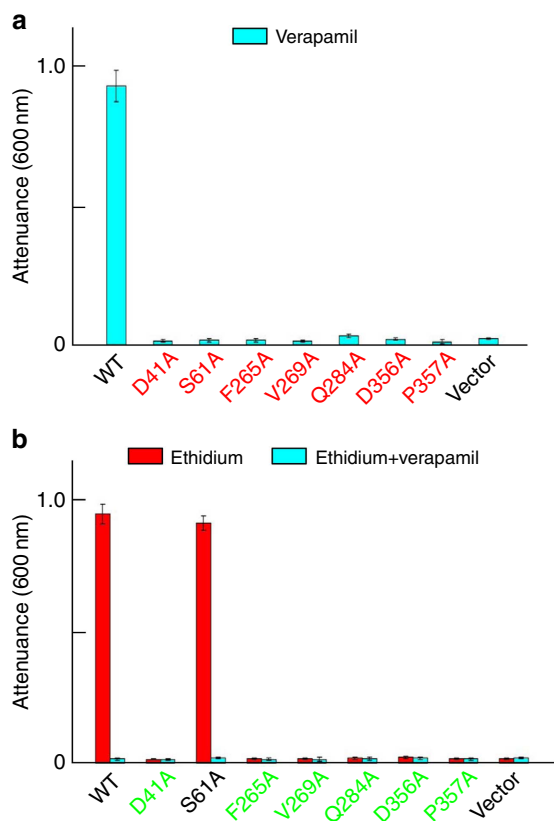 a
Verapamil
Attenuance (600 nm)
1.0
0
WT
D41A
S61A
F265A
V269A
Q284A
D356A
P357A
Vector
b
Ethidium
Ethidium+verapamil
Attenuance (600 nm)
1.0
0
WT
D41A
S61A
F265A
V269A
Q284A
D356A
P357A
Vector